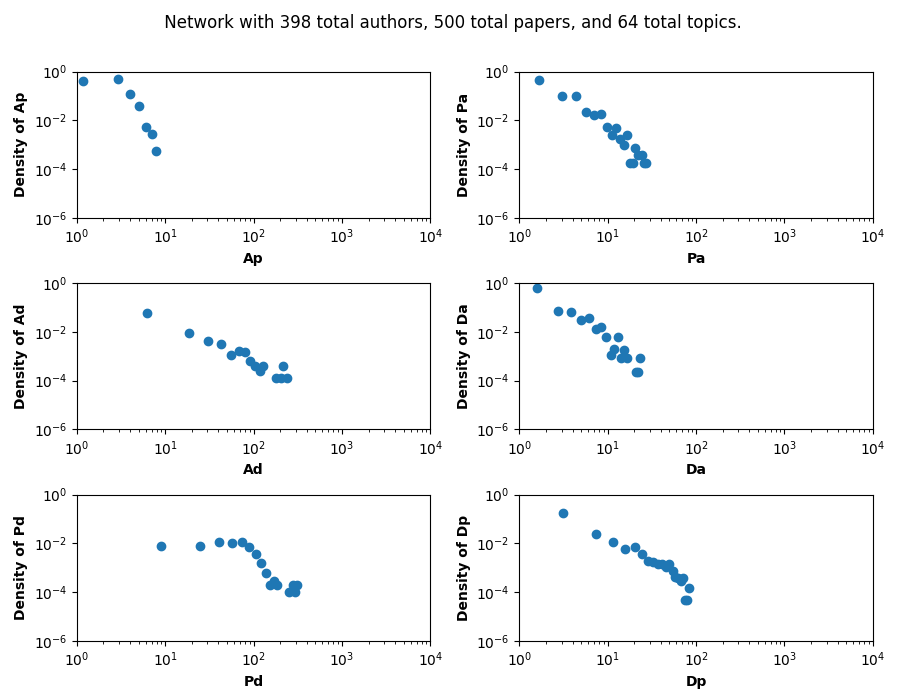 Network with 398 total authors, 500 total papers, and 64 total topics.
Density of Ap
10^0
10^-2
10^-4
10^-6
10^0 10^1 10^2 10^3 10^4
Ap
Density of Pa
10^0
10^-2
10^-4
10^-6
10^0 10^1 10^2 10^3 10^4
Pa
Density of Ad
10^0
10^-2
10^-4
10^-6
10^0 10^1 10^2 10^3 10^4
Ad
Density of Da
10^0
10^-2
10^-4
10^-6
10^0 10^1 10^2 10^3 10^4
Da
Density of Pd
10^0
10^-2
10^-4
10^-6
10^0 10^1 10^2 10^3 10^4
Pd
Density of Dp
10^0
10^-2
10^-4
10^-6
10^0 10^1 10^2 10^3 10^4
Dp